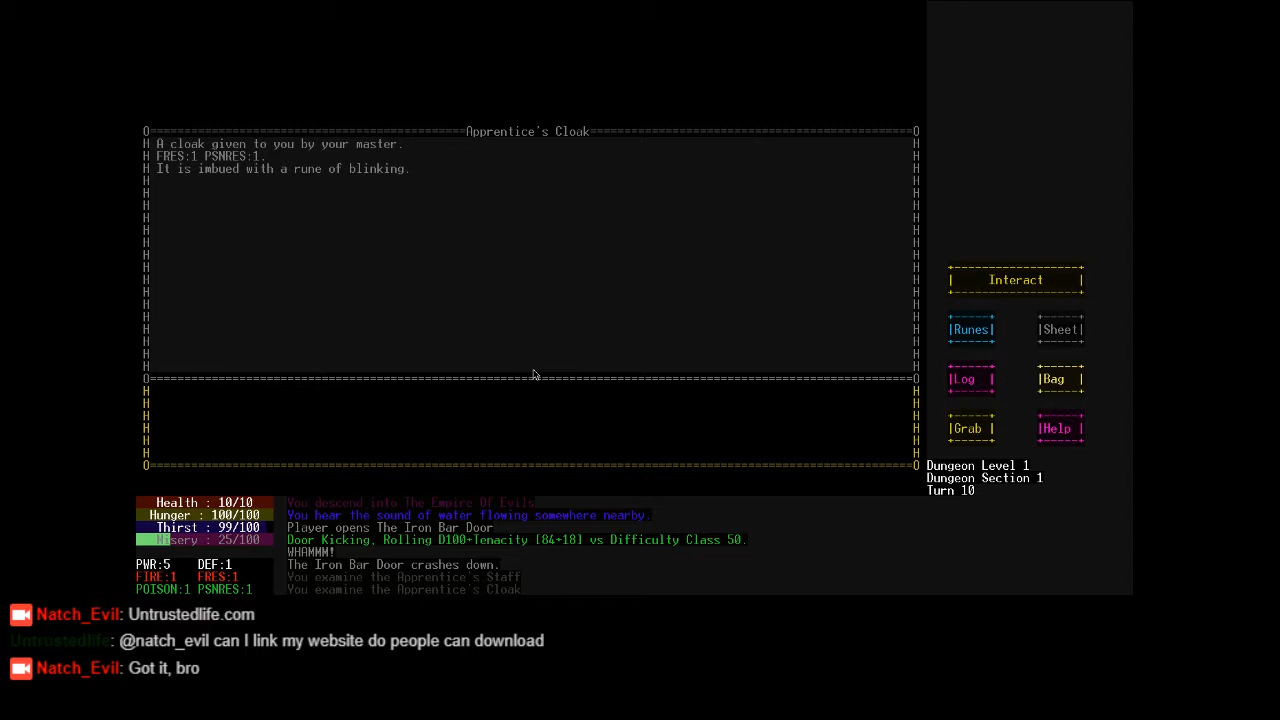 Apprentice's Cloak
A cloak given to you by your master.
FRES:1 PSNRES:1.
It is imbued with a rune of blinking.
Interact
Runes
Sheet
Log
Bag
Grab
Help
Dungeon Level 1
Dungeon Section 1
Turn 10
Health : 10/10
Hunger : 100/100
Thirst : 99/100
Misery : 25/100
PWR:5 DEF:1
FIRE:1 FRES:1
POISON:1 PSNRES:1
You descend into The Empire Of Evils
You hear the sound of water flowing somewhere nearby.
Player opens The Iron Bar Door
Door Kicking, Rolling D100+Tenacity [84+18] vs Difficulty Class 50.
WHAMMM!
The Iron Bar Door crashes down.
You examine the Apprentice's Staff
You examine the Apprentice's Cloak
Natch_Evil: Untrustedlife.com
Untrustedlife: @natch_evil can I link my website do people can download
Natch_Evil: Got it, bro